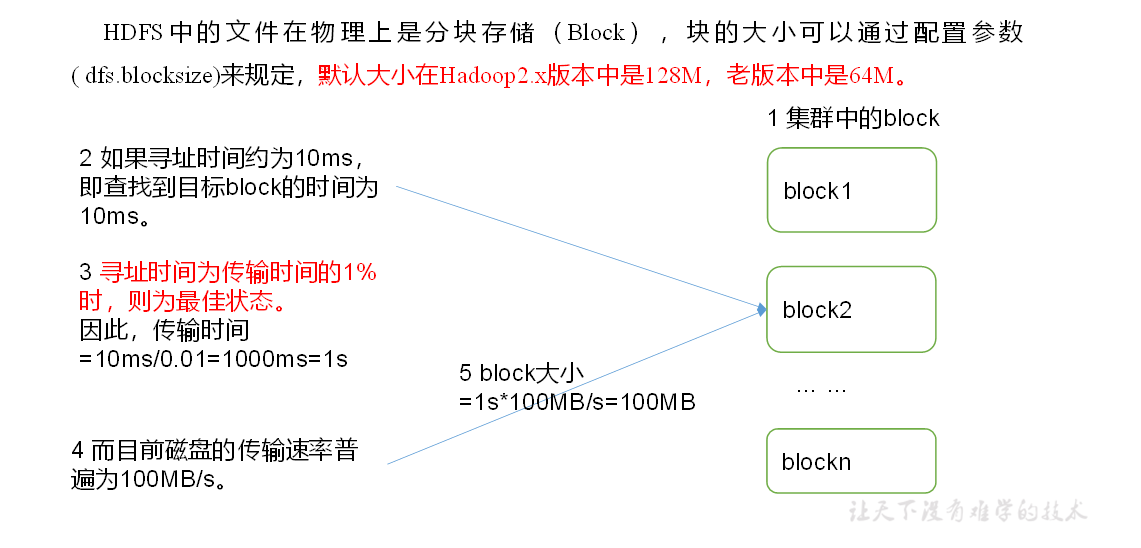 HDFS中的文件在物理上是分块存储（Block），块的大小可以通过配置参数
( dfs.blocksize)来规定，默认大小在Hadoop2.x版本中是128M，老版本中是64M。
1 集群中的block
2 如果寻址时间约为10ms，
即查找到目标block的时间为
10ms。
block1
3 寻址时间为传输时间的1%
时，则为最佳状态。
因此，传输时间
=10ms/0.01=1000ms=1s
block2
5 block大小
=1s*100MB/s=100MB
… …
4 而目前磁盘的传输速率普
遍为100MB/s。
blockn
让天下没有难学的技术